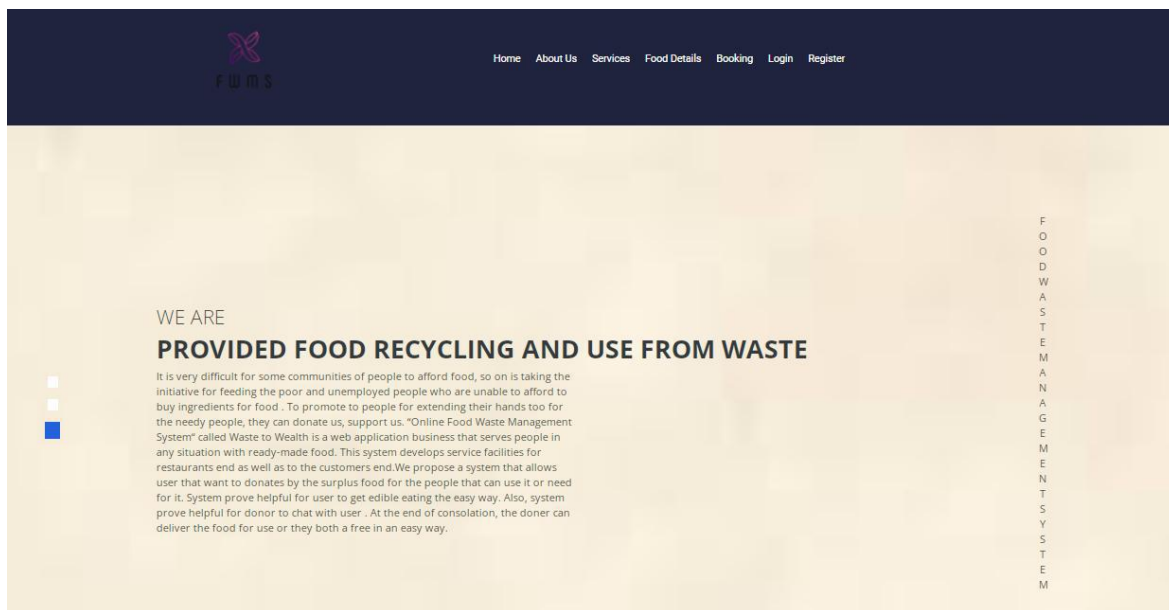 FWMS
Home About Us Services Food Details Booking Login Register
WE ARE
PROVIDED FOOD RECYCLING AND USE FROM WASTE
It is very difficult for some communities of people to afford food, so on is taking the
initiative for feeding the poor and unemployed people who are unable to afford to
buy ingredients for food . To promote to people for extending their hands too for
the needy people, they can donate us, support us. “Online Food Waste Management
System” called Waste to Wealth is a web application business that serves people in
any situation with ready-made food. This system develops service facilities for
restaurants end as well as to the customers end.We propose a system that allows
user that want to donates by the surplus food for the people that can use it or need
for it. System prove helpful for user to get edible eating the easy way. Also, system
prove helpful for donor to chat with user . At the end of consolation, the doner can
deliver the food for use or they both a free in an easy way.
FOODWASTEMANAGEMENTSYSTEM